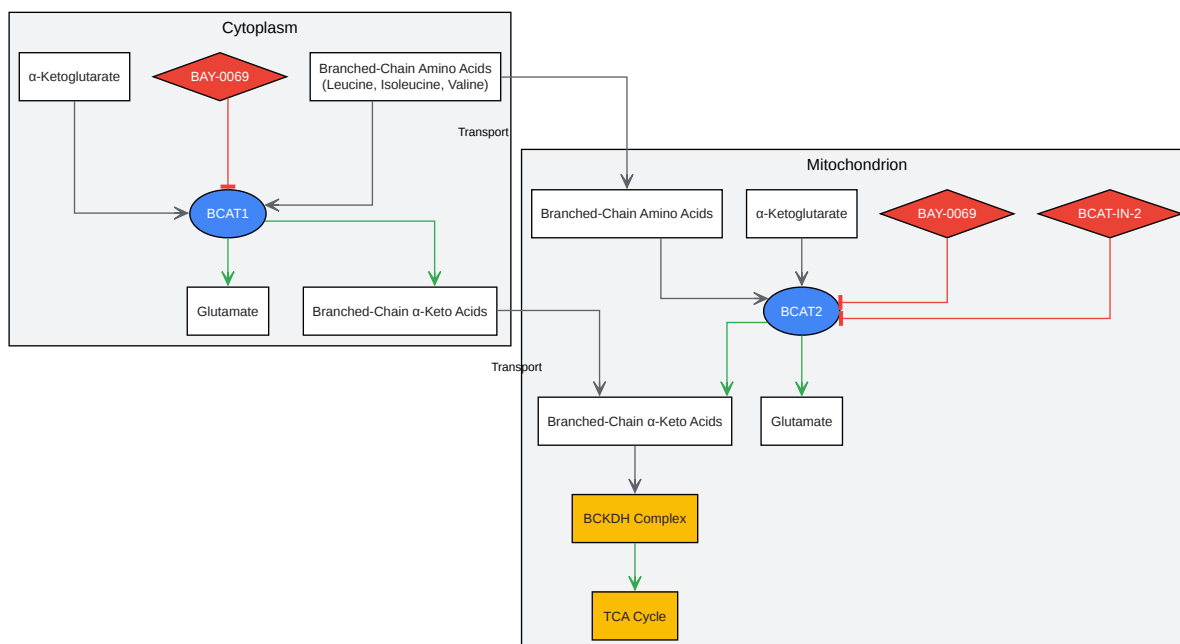 Cytoplasm
α-Ketoglutarate
BAY-0069
Branched-Chain Amino Acids
(Leucine, Isoleucine, Valine)
Transport
BCAT1
Glutamate
Branched-Chain α-Keto Acids
Transport
Mitochondrion
Branched-Chain Amino Acids
α-Ketoglutarate
BAY-0069
BCAT-IN-2
BCAT2
Branched-Chain α-Keto Acids
Glutamate
BCKDH Complex
TCA Cycle